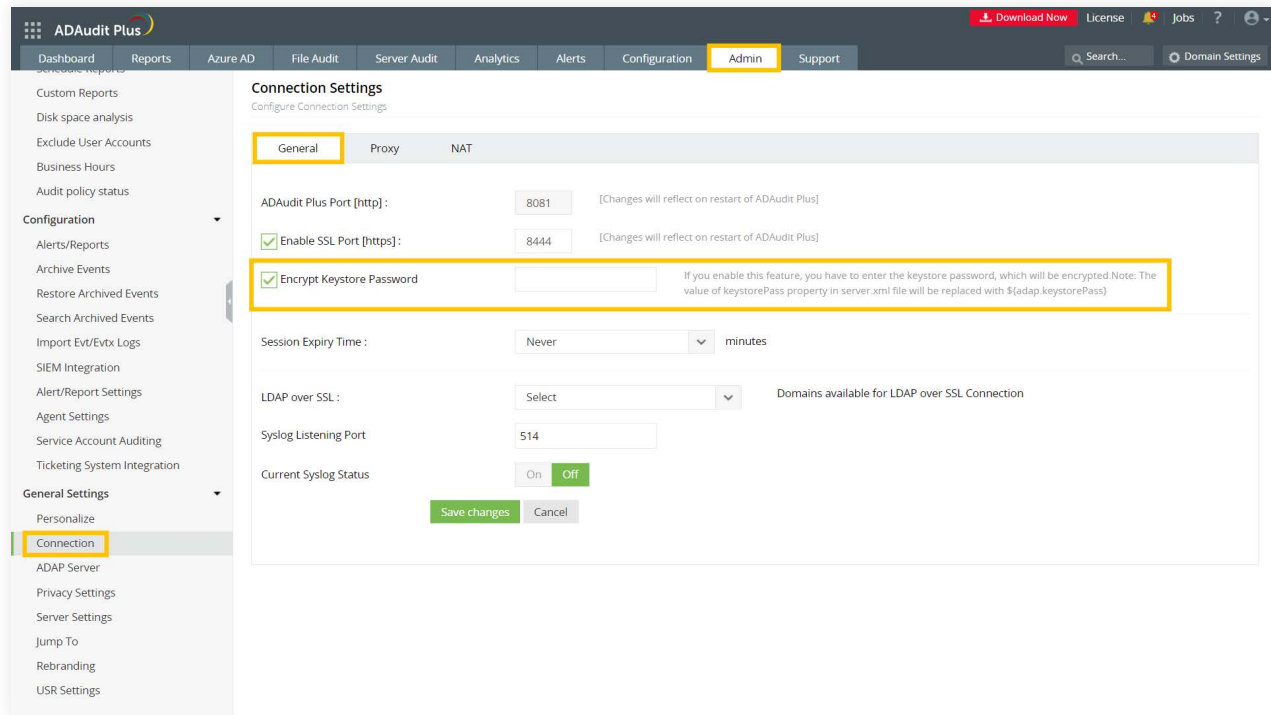 ADAudit Plus
Download Now License 4 Jobs ?
Dashboard Reports Azure AD File Audit Server Audit Analytics Alerts Configuration Admin Support Search... Domain Settings
Schedule Reports
Custom Reports
Disk space analysis
Exclude User Accounts
Business Hours
Audit policy status
Configuration
Alerts/Reports
Archive Events
Restore Archived Events
Search Archived Events
Import Evt/Evtx Logs
SIEM Integration
Alert/Report Settings
Agent Settings
Service Account Auditing
Ticketing System Integration
General Settings
Personalize
Connection
ADAP Server
Privacy Settings
Server Settings
Jump To
Rebranding
USR Settings
Connection Settings
Configure Connection Settings
General Proxy NAT
ADAudit Plus Port [http] : 8081 [Changes will reflect on restart of ADAudit Plus]
Enable SSL Port [https] : 8444 [Changes will reflect on restart of ADAudit Plus]
Encrypt Keystore Password If you enable this feature, you have to enter the keystore password, which will be encrypted.Note: The
value of keystorePass property in server.xml file will be replaced with ${adap.keystorePass}
Session Expiry Time : Never minutes
LDAP over SSL : Select Domains available for LDAP over SSL Connection
Syslog Listening Port 514
Current Syslog Status On Off
Save changes Cancel